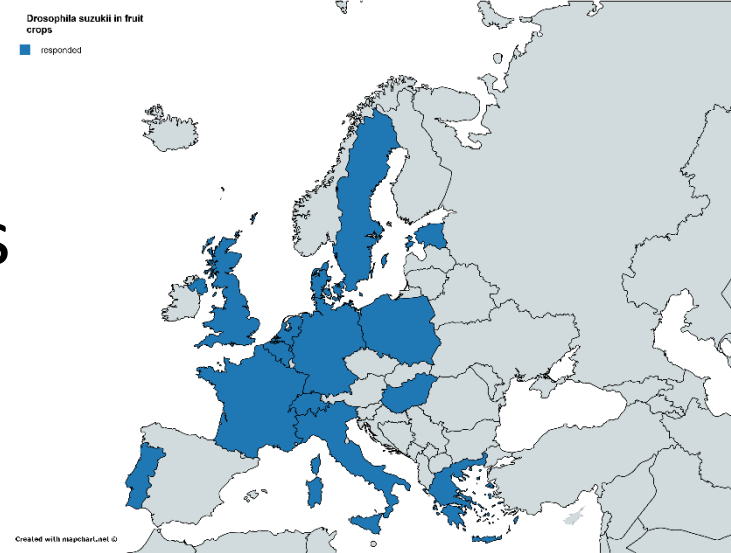 Drosophila suzukii in fruit
crops
responded
s
Created with mapchart.net ©